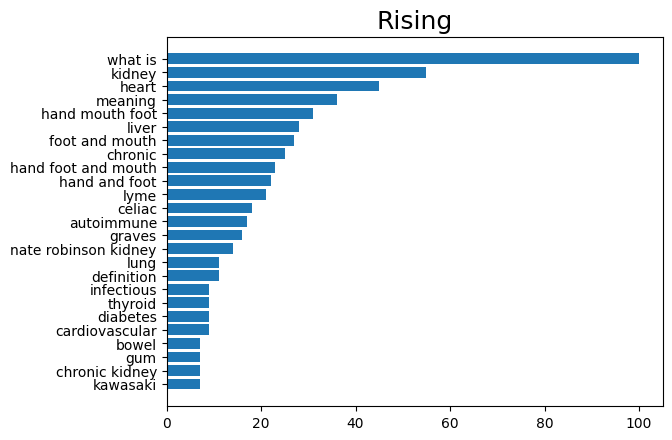 Rising
what is
kidney
heart
meaning
hand mouth foot
liver
foot and mouth
chronic
hand foot and mouth
hand and foot
lyme
celiac
autoimmune
graves
nate robinson kidney
lung
definition
infectious
thyroid
diabetes
cardiovascular
bowel
gum
chronic kidney
kawasaki
0 20 40 60 80 100